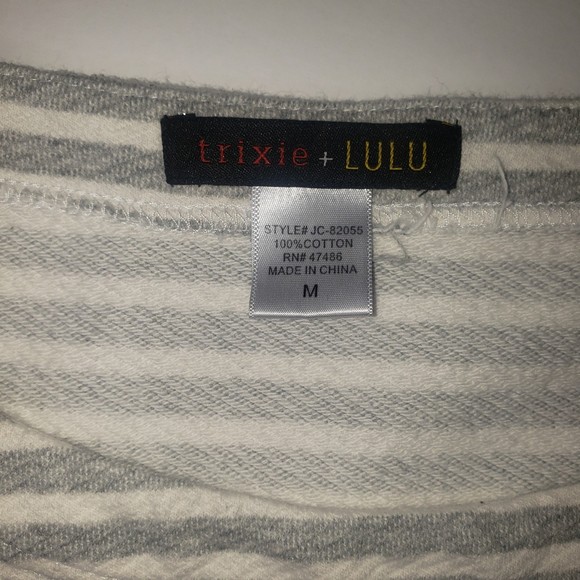 trixie + LULU
STYLE# JC-82055
100%COTTON
RN# 47486
MADE IN CHINA
M